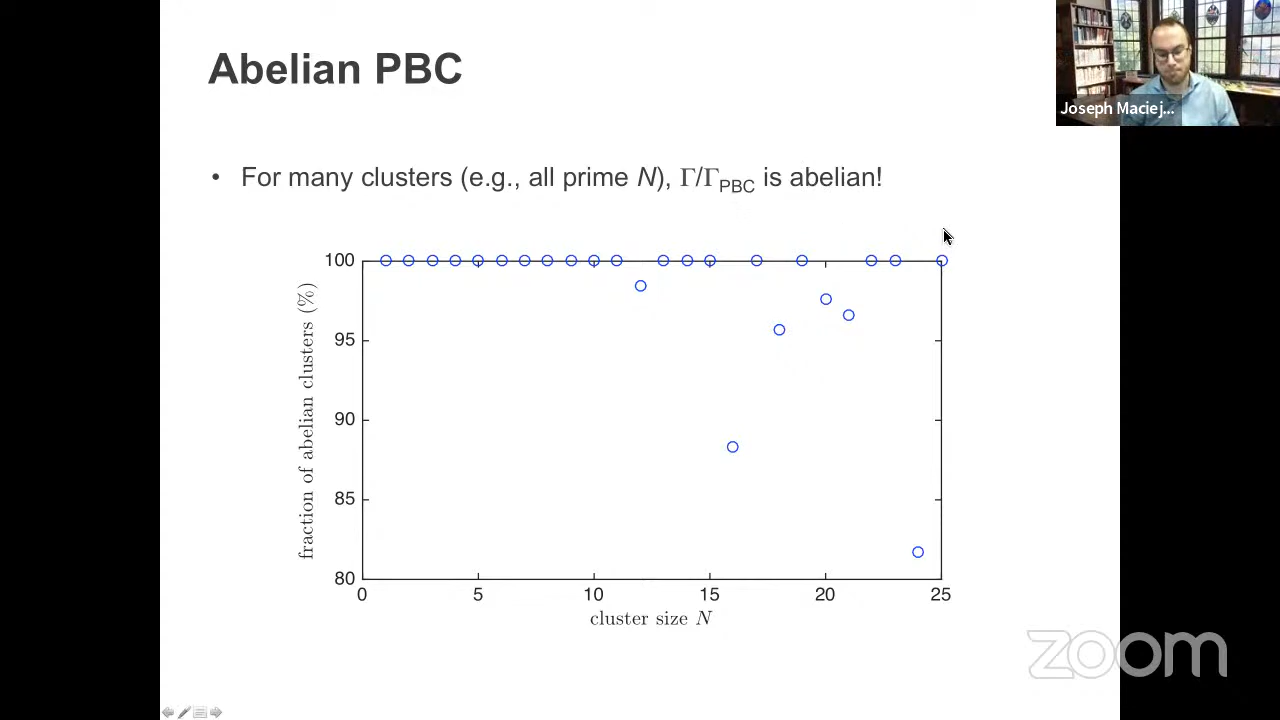 Abelian PBC
Joseph Maciej...
• For many clusters (e.g., all prime N), Γ/Γ_PBC is abelian!
fraction of abelian clusters (%)
100
95
90
85
80
0 5 10 15 20 25
cluster size N
zoom